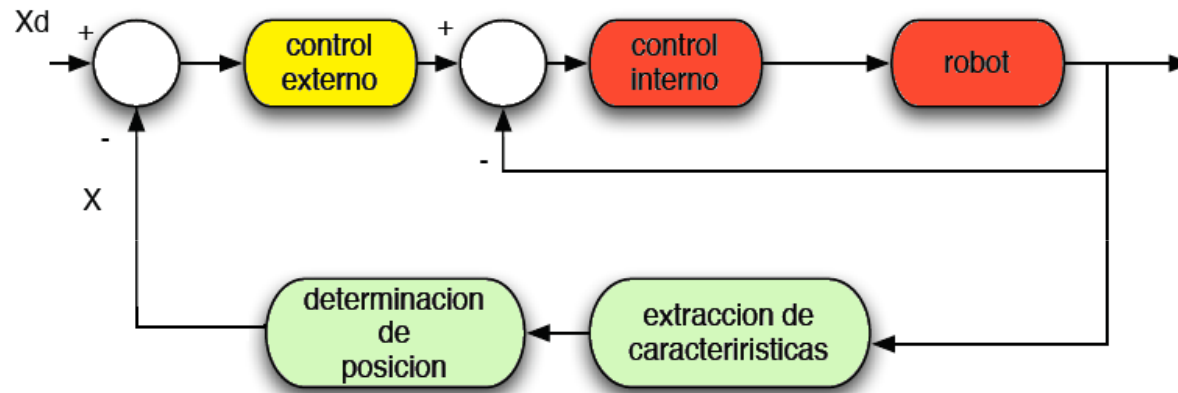 Xd
+
control
externo
+
control
interno
robot
-
-
X
determinacion
de
posicion
extraccion de
caracteriristicas